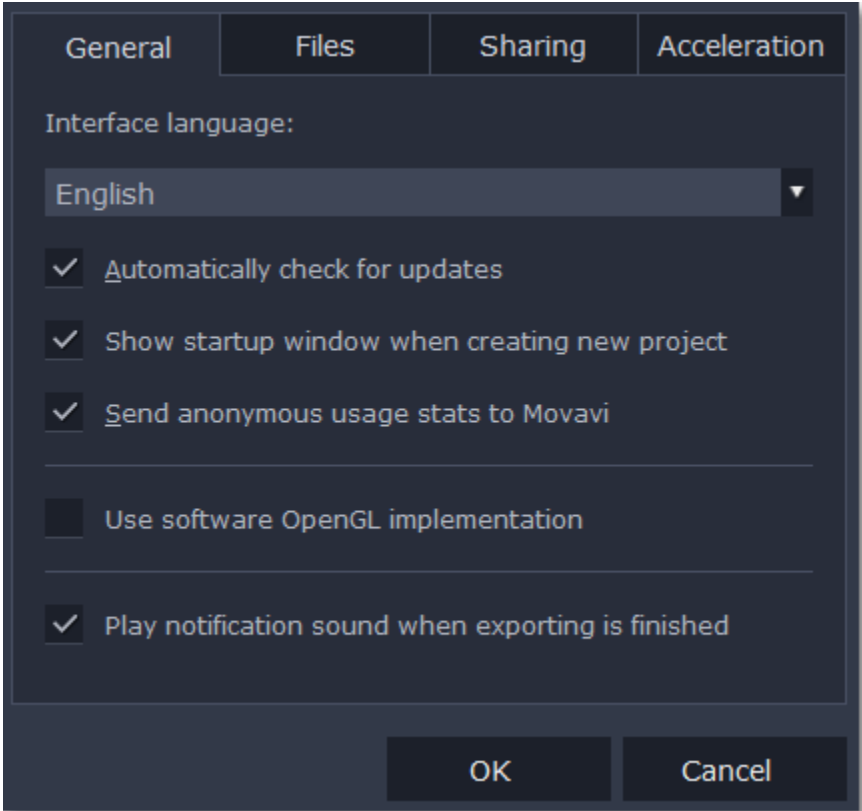 General Files Sharing Acceleration
Interface language:
English
Automatically check for updates
Show startup window when creating new project
Send anonymous usage stats to Movavi
Use software OpenGL implementation
Play notification sound when exporting is finished
OK Cancel